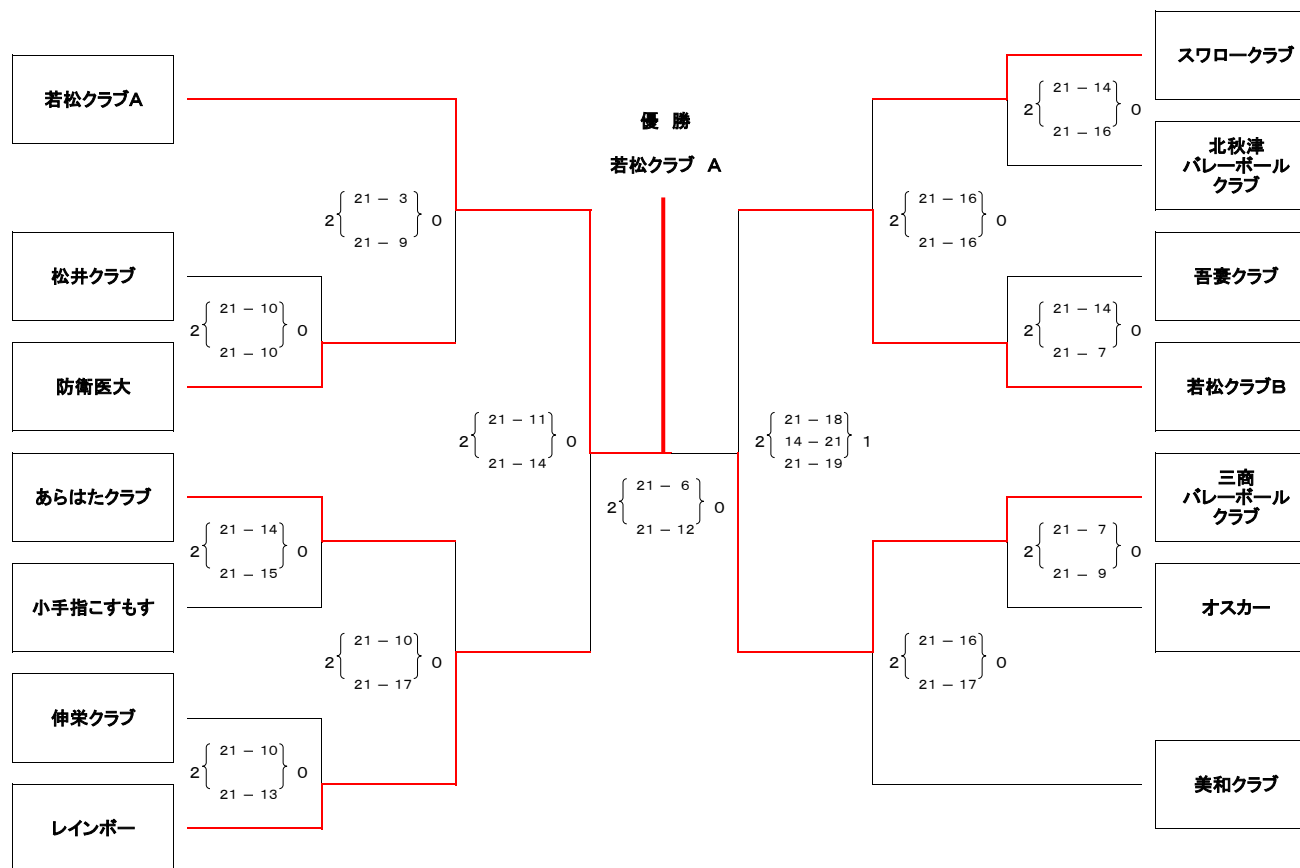 優 勝
若松クラブ A
若松クラブA
松井クラブ
防衛医大
あらはたクラブ
小手指こすもす
伸栄クラブ
レインボー
21 － 3
2 0
21 － 9
21 － 10
2 0
21 － 10
21 － 11
2 0
21 － 14
21 － 14
2 0
21 － 15
21 － 10
2 0
21 － 17
21 － 10
2 0
21 － 13
21 － 6
2 0
21 － 12
21 － 18
2 14 － 21 1
21 － 19
21 － 14
2 0
21 － 16
21 － 16
2 0
21 － 16
21 － 14
2 0
21 － 7
21 － 7
2 0
21 － 9
21 － 16
2 0
21 － 17
スワロークラブ
北秋津
バレーボール
クラブ
吾妻クラブ
若松クラブB
三商
バレーボール
クラブ
オスカー
美和クラブ